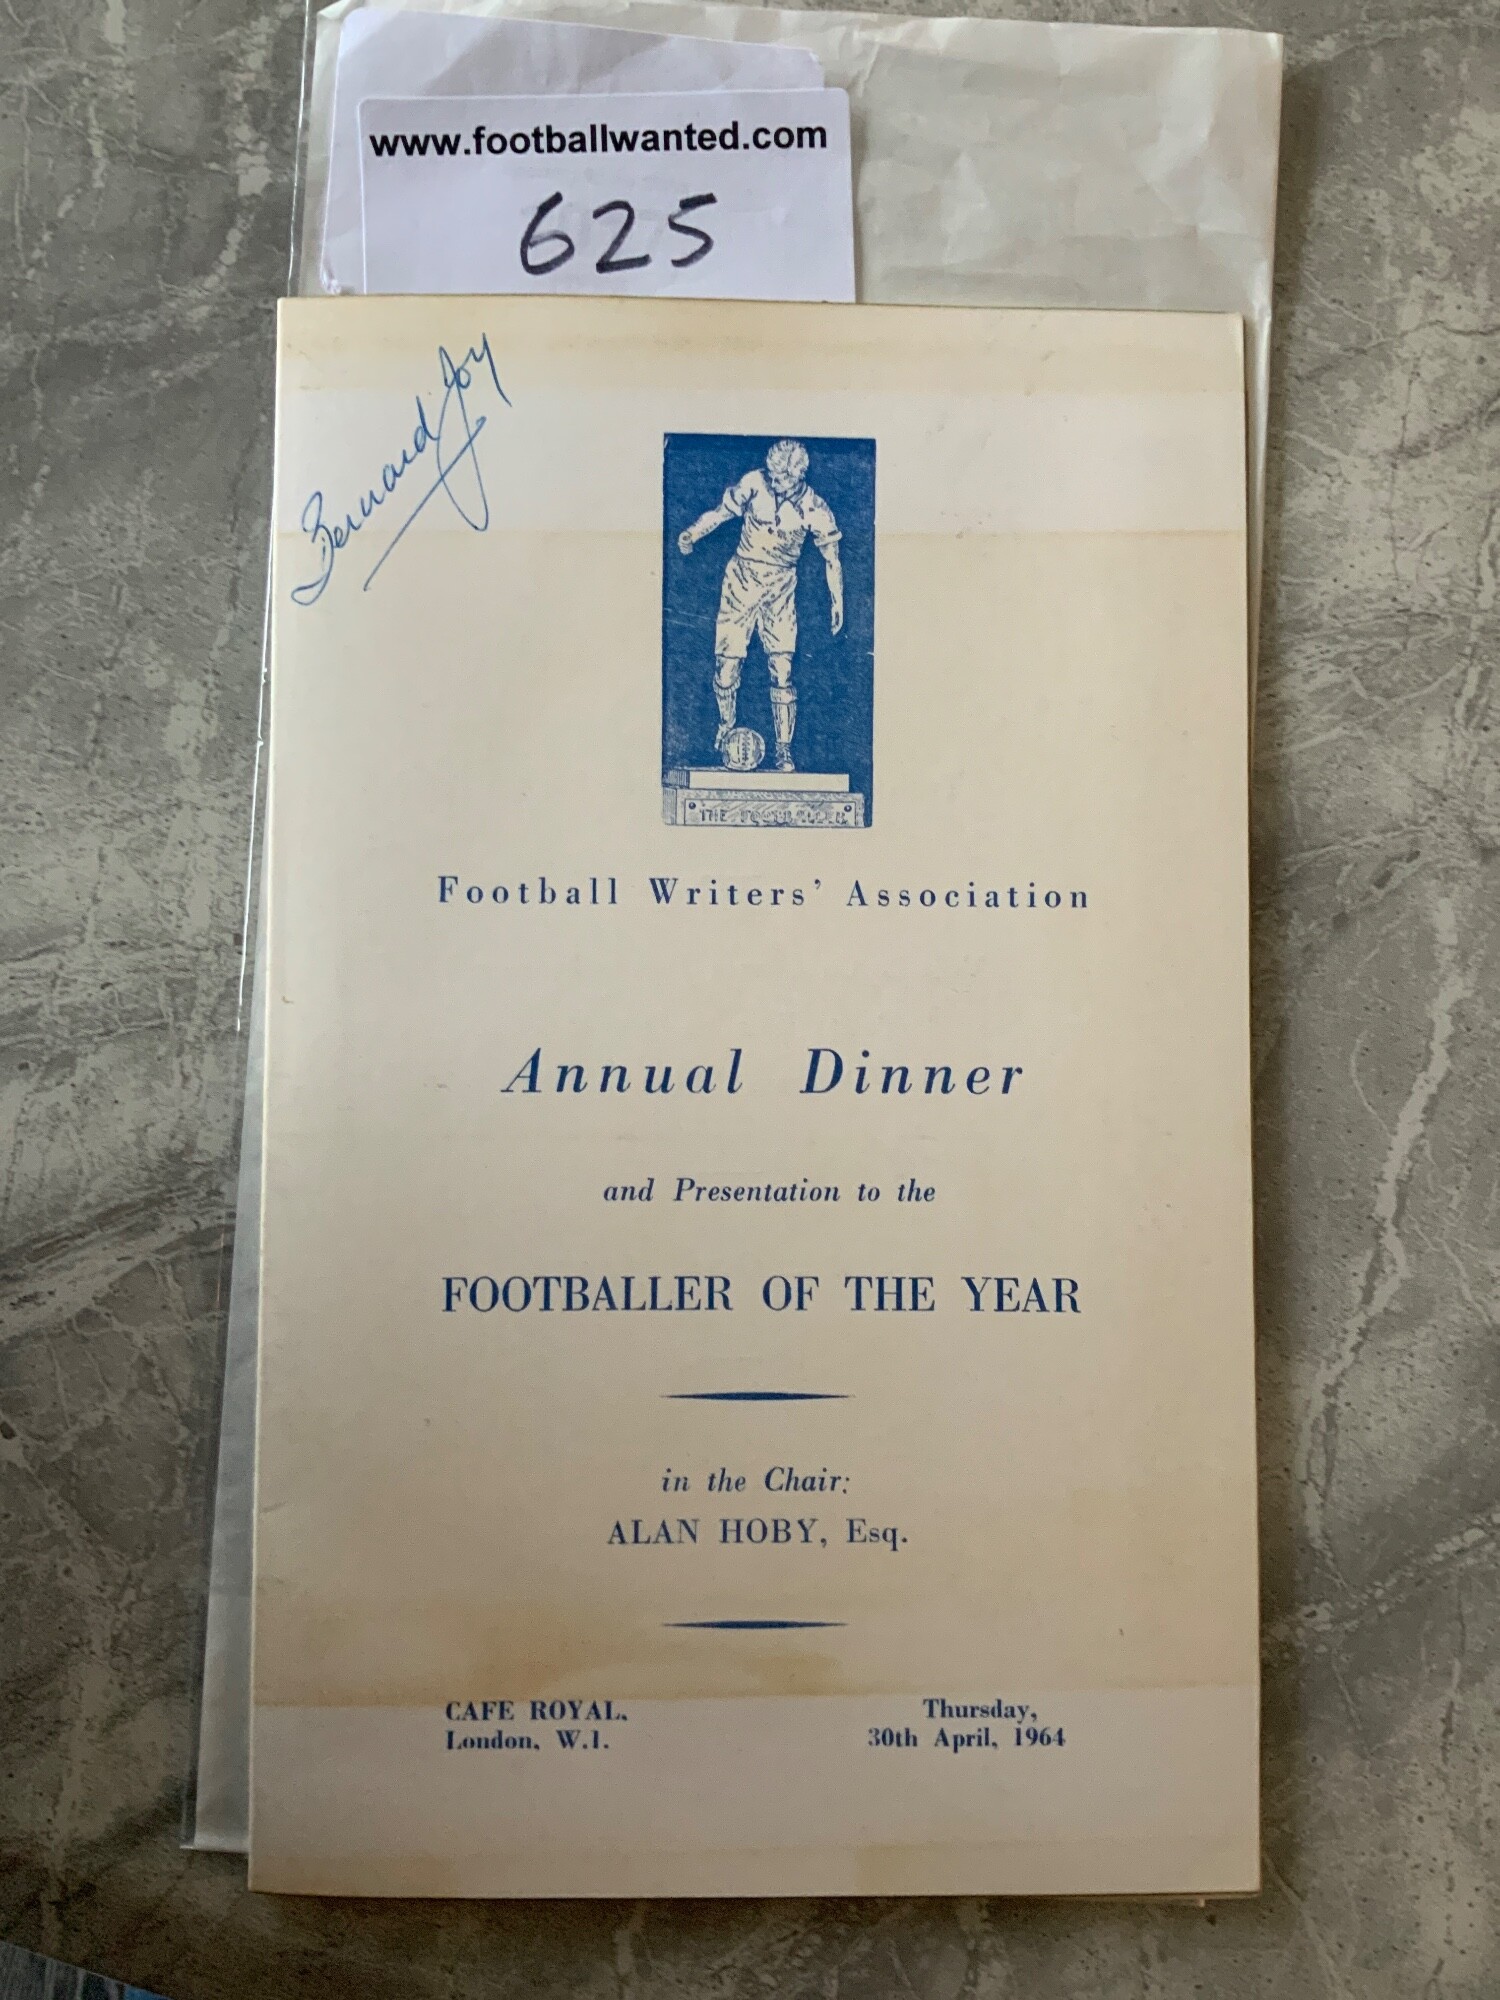 www.footballwanted.com
625
Bernard Joy
THE FOOTBALLER
Football Writers’ Association
Annual Dinner
and Presentation to the
FOOTBALLER OF THE YEAR
in the Chair:
ALAN HOBY, Esq.
CAFE ROYAL,
London, W.1.
Thursday,
30th April, 1964